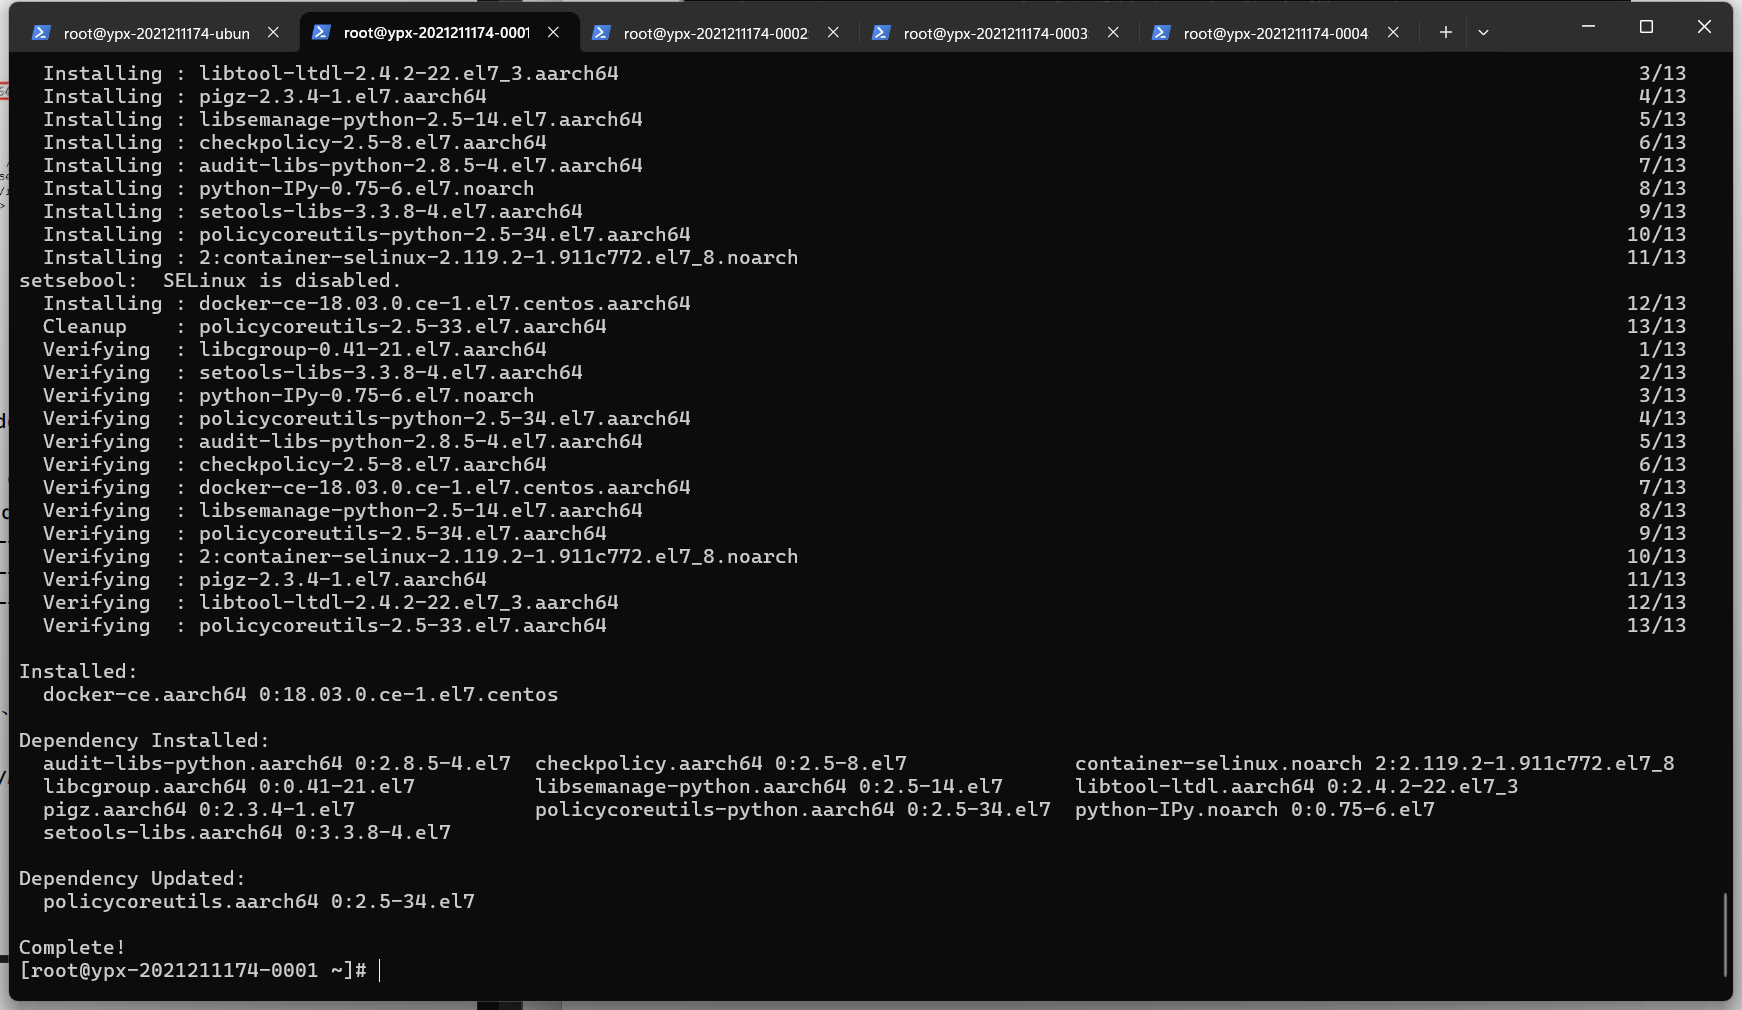 root@ypx-2021211174-ubun
root@ypx-2021211174-0001
root@ypx-2021211174-0002
root@ypx-2021211174-0003
root@ypx-2021211174-0004
Installing : libtool-ltdl-2.4.2-22.el7_3.aarch64 3/13
Installing : pigz-2.3.4-1.el7.aarch64 4/13
Installing : libsemanage-python-2.5-14.el7.aarch64 5/13
Installing : checkpolicy-2.5-8.el7.aarch64 6/13
Installing : audit-libs-python-2.8.5-4.el7.aarch64 7/13
Installing : python-IPy-0.75-6.el7.noarch 8/13
Installing : setools-libs-3.3.8-4.el7.aarch64 9/13
Installing : policycoreutils-python-2.5-34.el7.aarch64 10/13
Installing : 2:container-selinux-2.119.2-1.911c772.el7_8.noarch 11/13
setsebool:  SELinux is disabled.
Installing : docker-ce-18.03.0.ce-1.el7.centos.aarch64 12/13
Cleanup    : policycoreutils-2.5-33.el7.aarch64 13/13
Verifying  : libcgroup-0.41-21.el7.aarch64 1/13
Verifying  : setools-libs-3.3.8-4.el7.aarch64 2/13
Verifying  : python-IPy-0.75-6.el7.noarch 3/13
Verifying  : policycoreutils-python-2.5-34.el7.aarch64 4/13
Verifying  : audit-libs-python-2.8.5-4.el7.aarch64 5/13
Verifying  : checkpolicy-2.5-8.el7.aarch64 6/13
Verifying  : docker-ce-18.03.0.ce-1.el7.centos.aarch64 7/13
Verifying  : libsemanage-python-2.5-14.el7.aarch64 8/13
Verifying  : policycoreutils-2.5-34.el7.aarch64 9/13
Verifying  : 2:container-selinux-2.119.2-1.911c772.el7_8.noarch 10/13
Verifying  : pigz-2.3.4-1.el7.aarch64 11/13
Verifying  : libtool-ltdl-2.4.2-22.el7_3.aarch64 12/13
Verifying  : policycoreutils-2.5-33.el7.aarch64 13/13
Installed:
docker-ce.aarch64 0:18.03.0.ce-1.el7.centos
Dependency Installed:
audit-libs-python.aarch64 0:2.8.5-4.el7  checkpolicy.aarch64 0:2.5-8.el7  container-selinux.noarch 2:2.119.2-1.911c772.el7_8
libcgroup.aarch64 0:0.41-21.el7  libsemanage-python.aarch64 0:2.5-14.el7  libtool-ltdl.aarch64 0:2.4.2-22.el7_3
pigz.aarch64 0:2.3.4-1.el7  policycoreutils-python.aarch64 0:2.5-34.el7  python-IPy.noarch 0:0.75-6.el7
setools-libs.aarch64 0:3.3.8-4.el7
Dependency Updated:
policycoreutils.aarch64 0:2.5-34.el7
Complete!
[root@ypx-2021211174-0001 ~]#